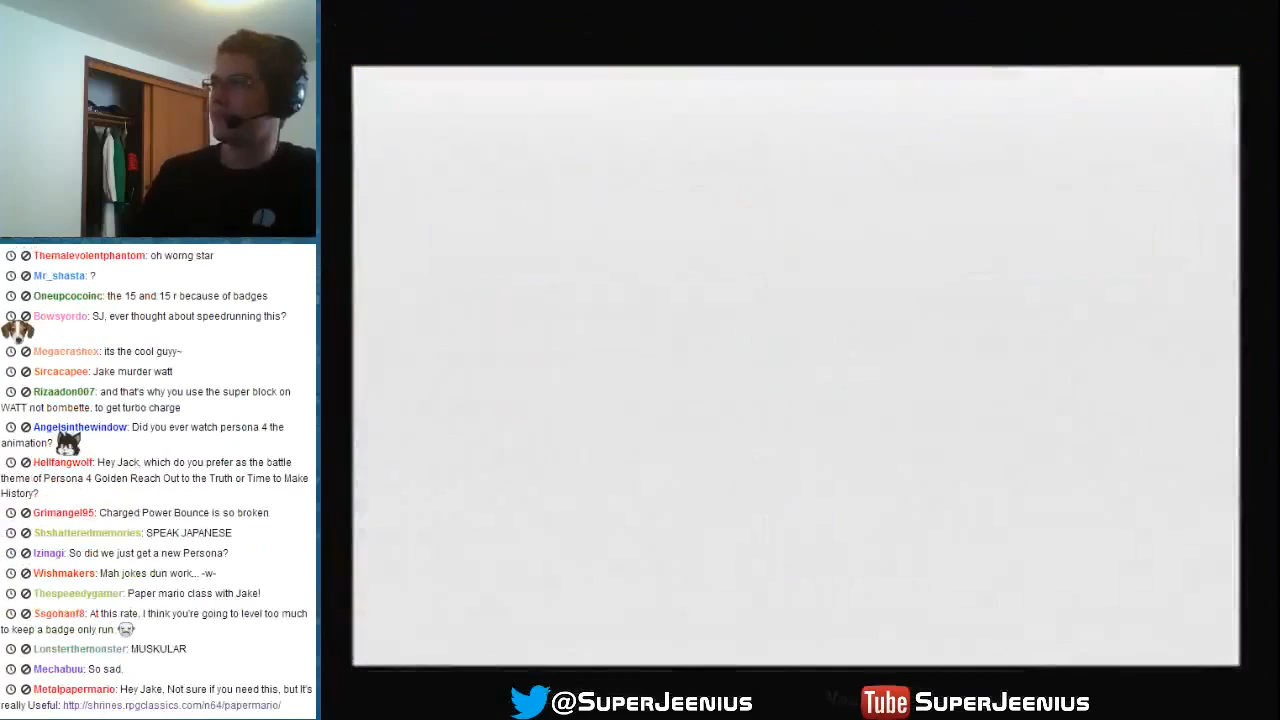 Themalevolentphantom: oh worng star
Mr_shasta: ?
Oneupcocoinc: the 15 and 15 r because of badges
Bowsyordo: SJ, ever thought about speedrunning this?
Megacrashex: its the cool guyy~
Sircacapee: Jake murder watt
Rizaadon007: and that's why you use the super block on
WATT not bombette, to get turbo charge
Angelsinthewindow: Did you ever watch persona 4 the
animation?
Hellfangwolf: Hey Jack, which do you prefer as the battle
theme of Persona 4 Golden Reach Out to the Truth or Time to Make
History?
Grimangel95: Charged Power Bounce is so broken
Shshatteredmemories: SPEAK JAPANESE
Izinagi: So did we just get a new Persona?
Wishmakers: Mah jokes dun work... -w-
Thespeendygamer: Paper mario class with Jake!
Ssgohanf8: At this rate, I think you're going to level too much
to keep a badge only run
Lonsterthemonster: MUSKULAR
Mechabuu: So sad.
Metalpapermario: Hey Jake, Not sure if you need this, but It's
really Useful: http://shrines.rpgclassics.com/n64/papermario/
@SuperJeenius
Tube SuperJeenius